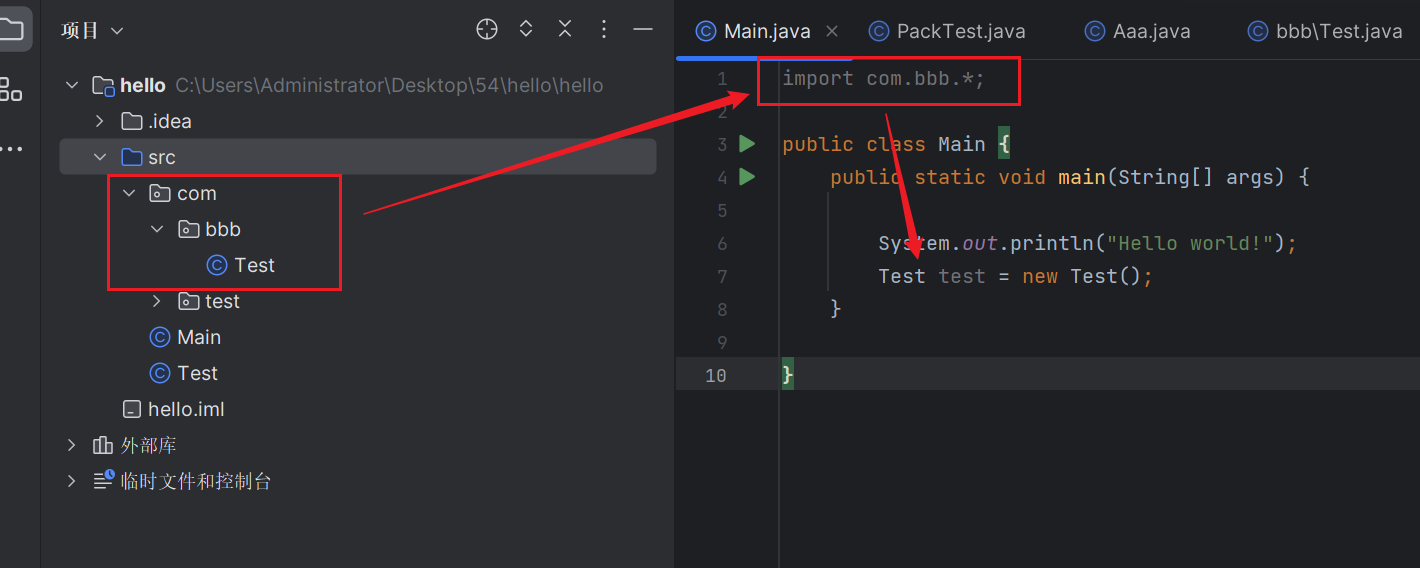 项目
hello C:\Users\Administrator\Desktop\54\hello\hello
.idea
src
com
bbb
Test
test
Main
Test
hello.iml
外部库
临时文件和控制台
Main.java PackTest.java Aaa.java bbb\Test.java
1 import com.bbb.*;
2
3 public class Main {
4 public static void main(String[] args) {
5
6 System.out.println("Hello world!");
7 Test test = new Test();
8 }
9
10 }